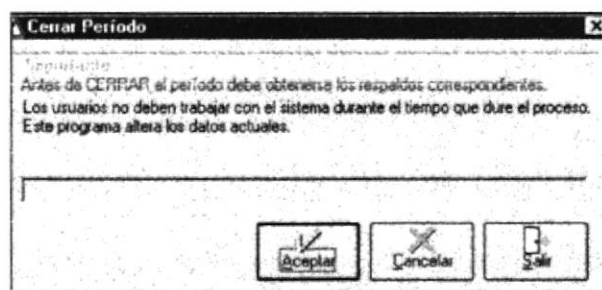 Cerrar Período
Importante
Antes de CERRAR el período debe obtenerse los respaldos correspondientes.
Los usuarios no deben trabajar con el sistema durante el tiempo que dure el proceso.
Este programa altera los datos actuales.
Aceptar
Cancelar
Salir